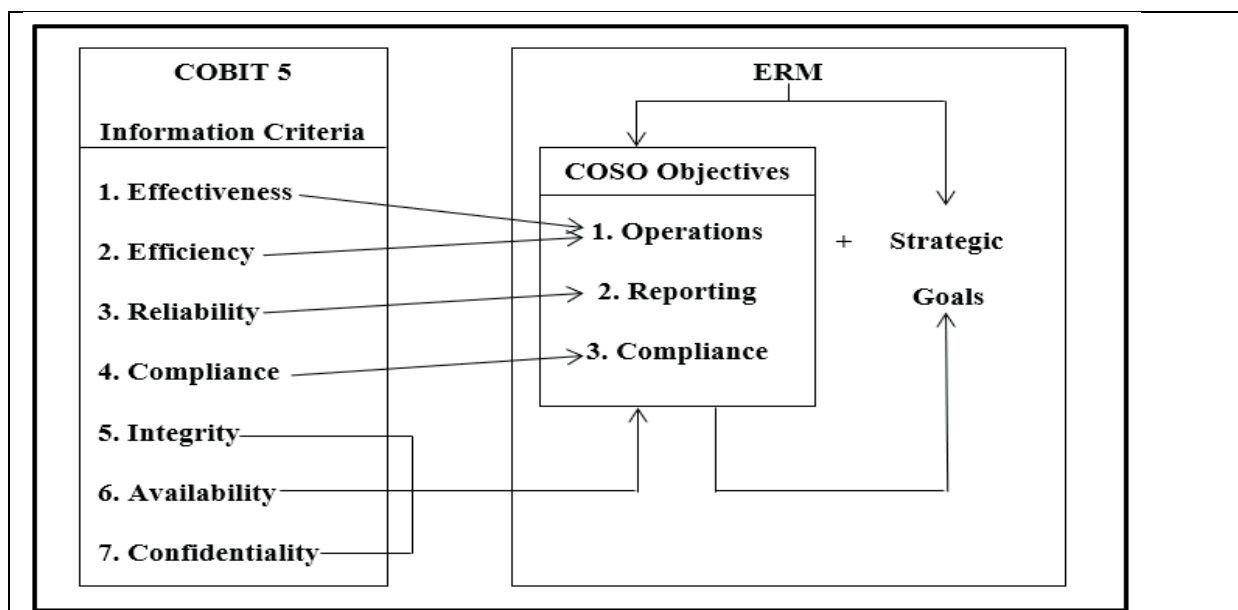 COBIT 5
Information Criteria
1. Effectiveness
2. Efficiency
3. Reliability
4. Compliance
5. Integrity
6. Availability
7. Confidentiality
ERM
COSO Objectives
1. Operations
2. Reporting
3. Compliance
+
Strategic
Goals